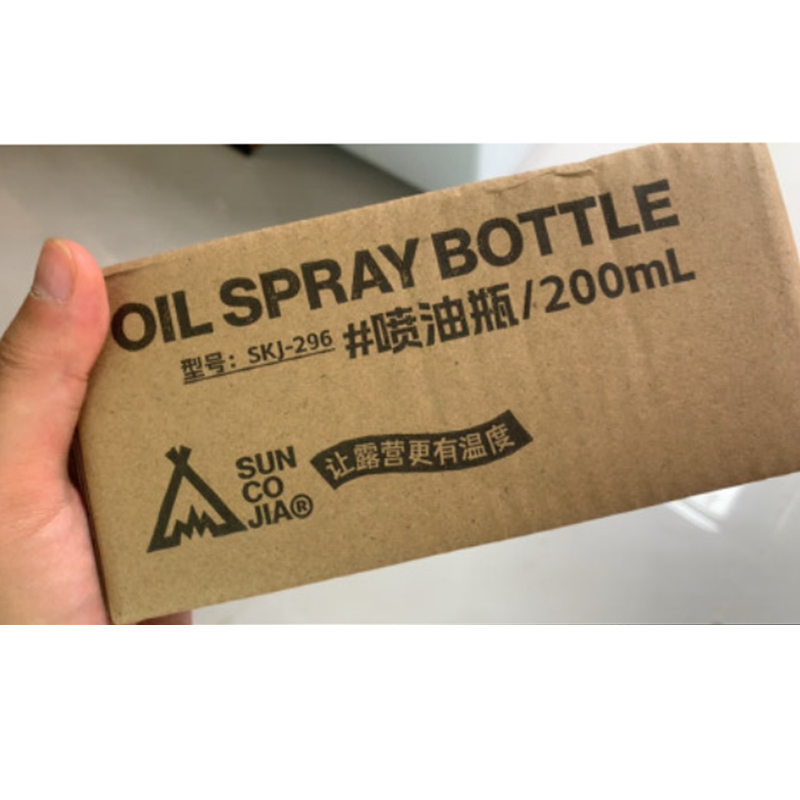 OIL SPRAY BOTTLE
型号：SKJ-296 #喷油瓶/200mL
SUN
CO
JIA®
让露营更有温度